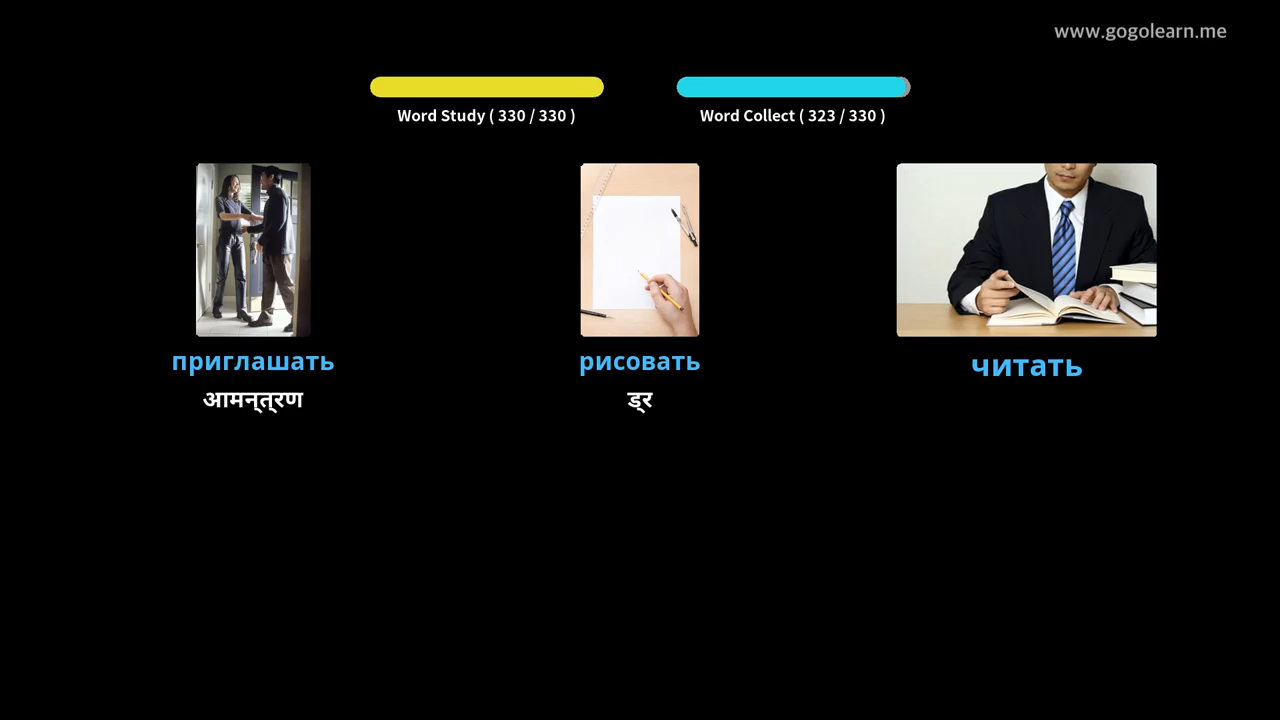 www.gogolearn.me
Word Study ( 330 / 330 )
Word Collect ( 323 / 330 )
приглашать
рисовать
читать
आमन्त्रण
ड्र